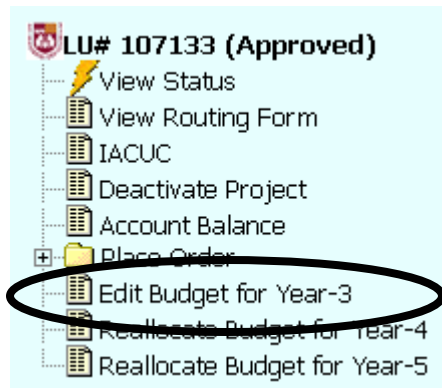 LU# 107133 (Approved)
View Status
View Routing Form
IACUC
Deactivate Project
Account Balance
Place Order
Edit Budget for Year-3
Reallocate Budget for Year-4
Reallocate Budget for Year-5